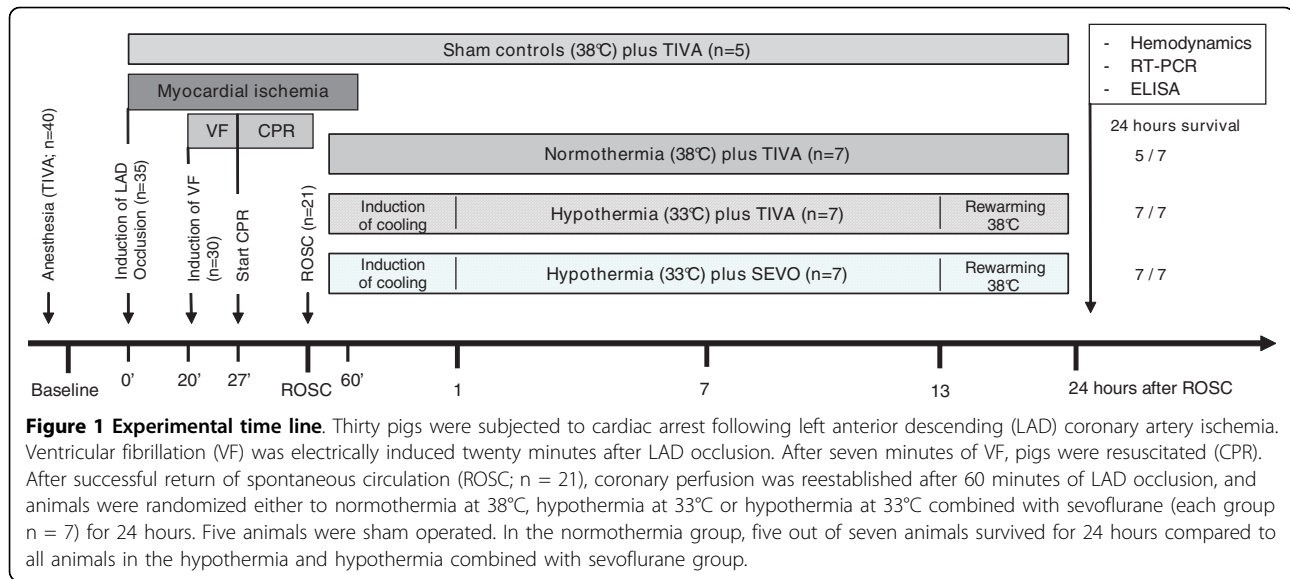 Sham controls (38°C) plus TIVA (n=5)
- Hemodynamics
- RT-PCR
- ELISA
Myocardial ischemia
VF
CPR
24 hours survival
Anesthesia (TIVA; n=40)
Induction of LAD
Occlusion (n=35)
Induction of VF
(n=30)
Start CPR
ROSC (n=21)
Normothermia (38°C) plus TIVA (n=7)
5 / 7
Induction
of cooling
Hypothermia (33°C) plus TIVA (n=7)
Rewarming
38°C
7 / 7
Induction
of cooling
Hypothermia (33°C) plus SEVO (n=7)
Rewarming
38°C
7 / 7
Baseline
0'
20'
27'
ROSC
60'
1
7
13
24 hours after ROSC
Figure 1 Experimental time line. Thirty pigs were subjected to cardiac arrest following left anterior descending (LAD) coronary artery ischemia.
Ventricular fibrillation (VF) was electrically induced twenty minutes after LAD occlusion. After seven minutes of VF, pigs were resuscitated (CPR).
After successful return of spontaneous circulation (ROSC; n = 21), coronary perfusion was reestablished after 60 minutes of LAD occlusion, and
animals were randomized either to normothermia at 38°C, hypothermia at 33°C or hypothermia at 33°C combined with sevoflurane (each group
n = 7) for 24 hours. Five animals were sham operated. In the normothermia group, five out of seven animals survived for 24 hours compared to
all animals in the hypothermia and hypothermia combined with sevoflurane group.